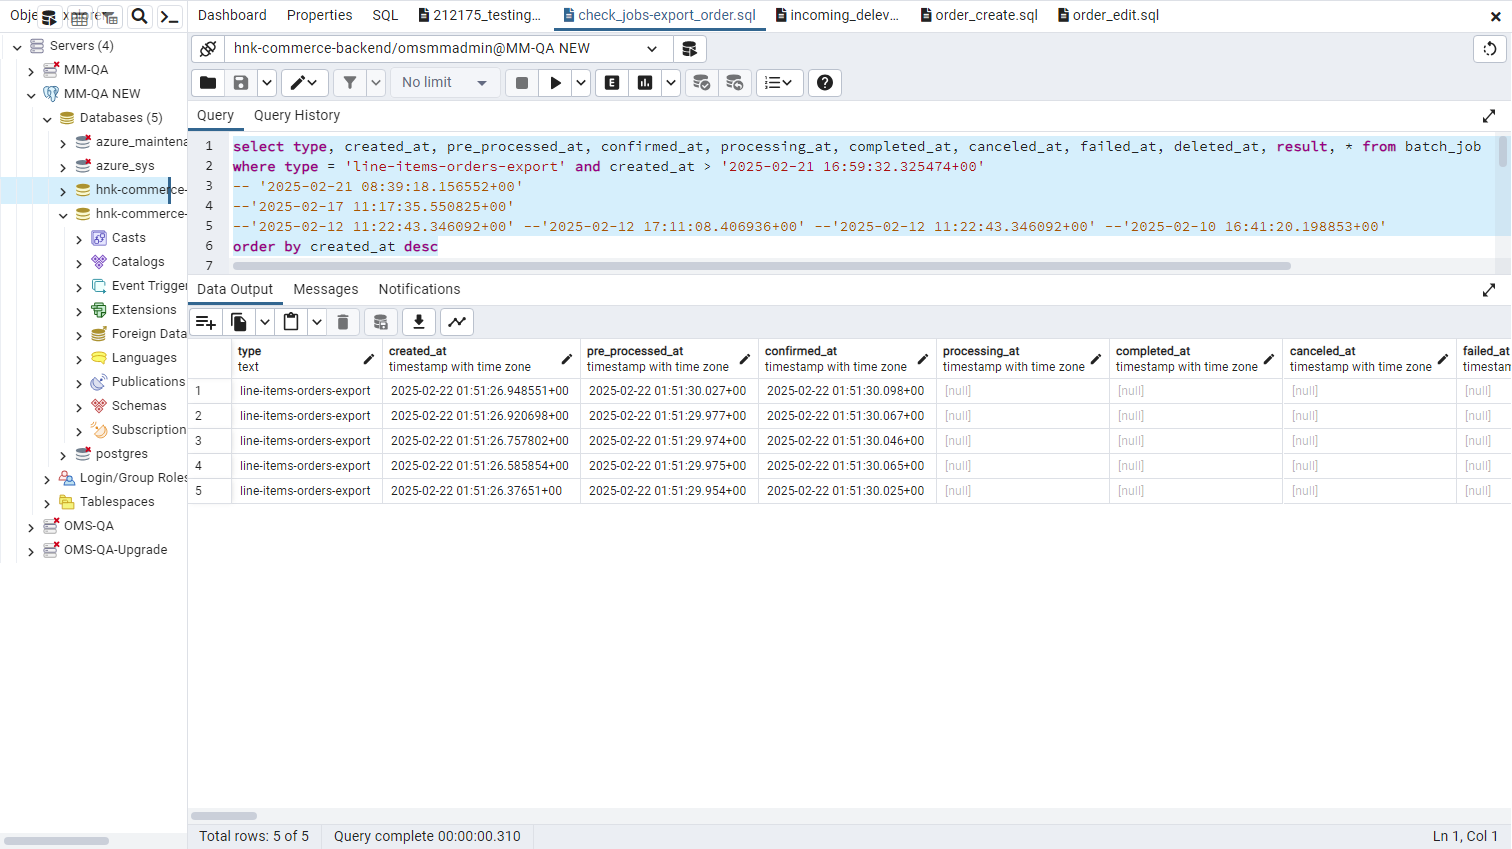 Dashboard
Properties
SQL
212175_testing...
check_jobs-export_order.sql
incoming_delev...
order_create.sql
order_edit.sql
Servers (4)
MM-QA
MM-QA NEW
Databases (5)
azure_maintena
azure_sys
hnk-commerce-
hnk-commerce-
Casts
Catalogs
Event Trigge
Extensions
Foreign Data
Languages
Publications
Schemas
Subscription
postgres
Login/Group Roles
Tablespaces
OMS-QA
OMS-QA-Upgrade
hnk-commerce-backend/omsmmadmin@MM-QA NEW
No limit
E
Query
Query History
1 select type, created_at, pre_processed_at, confirmed_at, processing_at, completed_at, canceled_at, failed_at, deleted_at, result, * from batch_job
2 where type = 'line-items-orders-export' and created_at > '2025-02-21 16:59:32.325474+00'
3 -- '2025-02-21 08:39:18.156552+00'
4 --'2025-02-17 11:17:35.550825+00'
5 --'2025-02-12 11:22:43.346092+00' --'2025-02-12 17:11:08.406936+00' --'2025-02-12 11:22:43.346092+00' --'2025-02-10 16:41:20.198853+00'
6 order by created_at desc
7
Data Output
Messages
Notifications
type created_at pre_processed_at confirmed_at processing_at completed_at canceled_at failed_at
text timestamp with time zone timestamp with time zone timestamp with time zone timestamp with time zone timestamp with time zone timestamp with time zone timestam
1 line-items-orders-export 2025-02-22 01:51:26.948551+00 2025-02-22 01:51:30.027+00 2025-02-22 01:51:30.098+00 [null] [null] [null] [null]
2 line-items-orders-export 2025-02-22 01:51:26.920698+00 2025-02-22 01:51:29.977+00 2025-02-22 01:51:30.067+00 [null] [null] [null] [null]
3 line-items-orders-export 2025-02-22 01:51:26.757802+00 2025-02-22 01:51:29.974+00 2025-02-22 01:51:30.046+00 [null] [null] [null] [null]
4 line-items-orders-export 2025-02-22 01:51:26.585854+00 2025-02-22 01:51:29.975+00 2025-02-22 01:51:30.065+00 [null] [null] [null] [null]
5 line-items-orders-export 2025-02-22 01:51:26.37651+00 2025-02-22 01:51:29.954+00 2025-02-22 01:51:30.025+00 [null] [null] [null] [null]
Total rows: 5 of 5
Query complete 00:00:00.310
Ln 1, Col 1